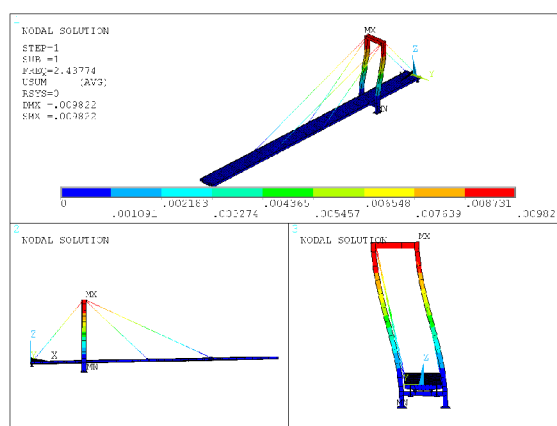 1
NODAL SOLUTION
STEP=1
SUB =1
FREQ=2.43774
USUM (AVG)
RSYS=0
DMX =.009822
SMX =.009822
MX
Z
MN
0 .002183 .004365 .006548 .008731
.001091 .003274 .005457 .007639 .00982
2
NODAL SOLUTION
MX
Z
X
MN
NODAL SOLUTION
MX
Z
MN